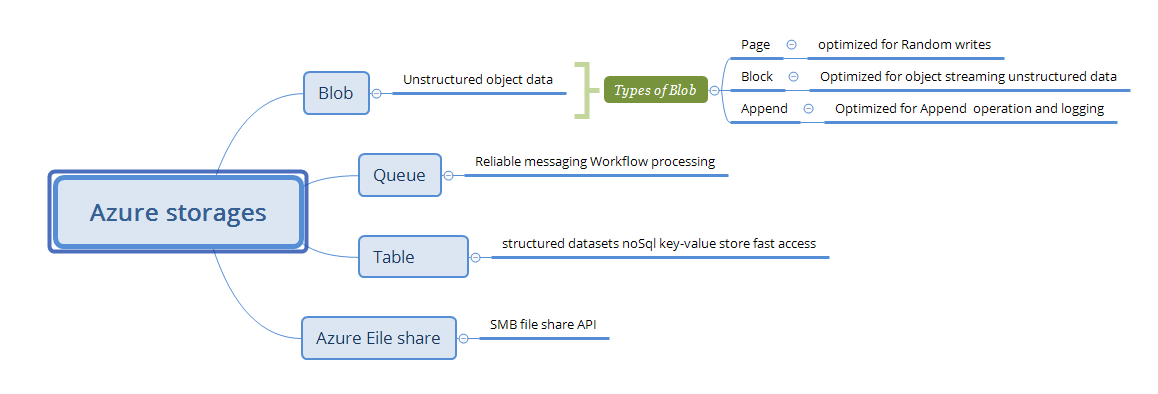 Azure storages
Blob
Unstructured object data
Types of Blob
Page
optimized for Random writes
Block
Optimized for object streaming unstructured data
Append
Optimized for Append  operation and logging
Queue
Reliable messaging Workflow processing
Table
structured datasets noSql key-value store fast access
Azure Eile share
SMB file share API